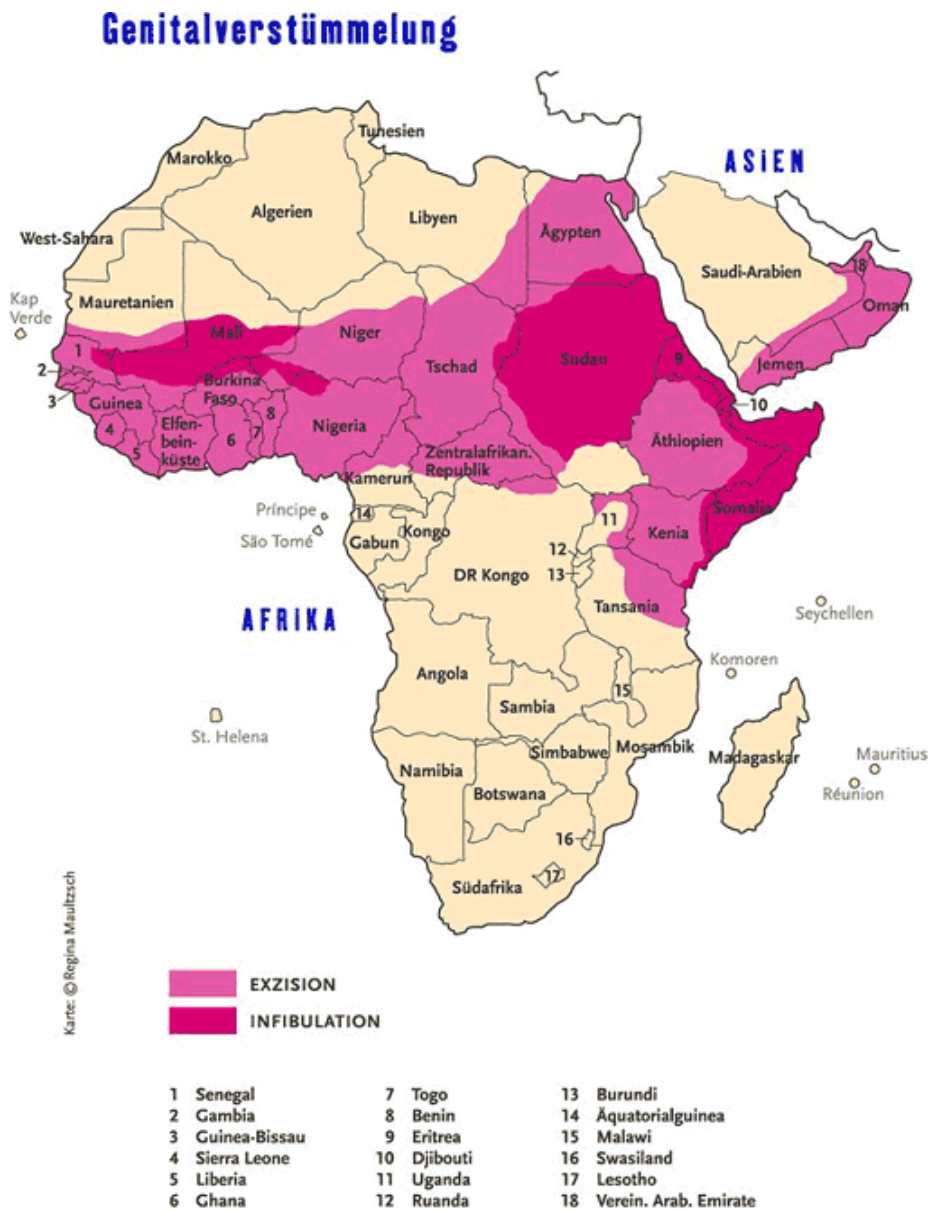 Genitalverstümmelung
ASIEN
Tunesien
Marokko
Algerien
Libyen
Ägypten
West-Sahara
Saudi-Arabien
18
Mauretanien
Oman
Kap
Verde
Mali
Niger
1
Tschad
Sudan
9
Jemen
2
Burkina
Faso
3
Guinea
8
10
4
Elfen-
bein-
küste
6
7
Nigeria
Äthiopien
5
Zentralafrikan.
Republik
Kamerun
Somalia
Príncipe
14
11
Kenia
São Tomé
Gabun
Kongo
12
13
DR Kongo
Tansania
AFRIKA
Seychellen
Komoren
Angola
15
Sambia
St. Helena
Simbabwe
Mosambik
Madagaskar
Mauritius
Namibia
Botswana
Réunion
16
Südafrika
17
Karte: © Regina Maultzsch
EXZISION
INFIBULATION
1 Senegal
2 Gambia
3 Guinea-Bissau
4 Sierra Leone
5 Liberia
6 Ghana
7 Togo
8 Benin
9 Eritrea
10 Djibouti
11 Uganda
12 Ruanda
13 Burundi
14 Äquatorialguinea
15 Malawi
16 Swasiland
17 Lesotho
18 Verein. Arab. Emirate